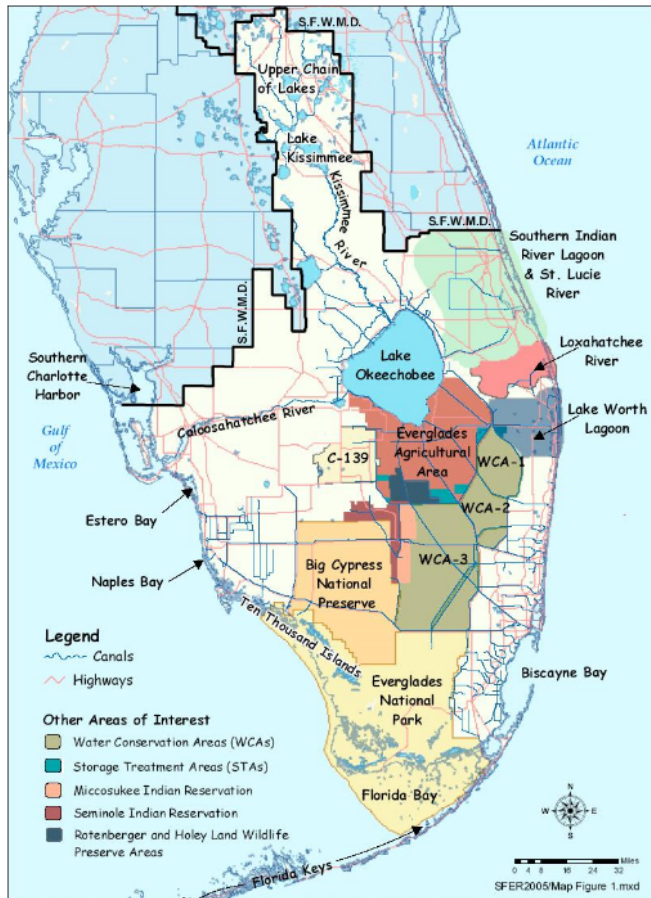 S.F.W.M.D.
Upper Chain
of Lakes
Lake
Kissimmee
Kissimmee
River
Atlantic
Ocean
S.F.W.M.D.
Southern Indian
River Lagoon
& St. Lucie
River
S.F.W.M.D.
Southern
Charlotte
Harbor
Lake
Okeechobee
Loxahatchee
River
Caloosahatchee River
Lake Worth
Lagoon
Gulf
of Mexico
C-139
Everglades
Agricultural
Area
WCA-1
WCA-2
Estero Bay
WCA-3
Big Cypress
National
Preserve
Naples Bay
Ten Thousand Islands
Legend
Canals
Highways
Everglades
National
Park
Biscayne Bay
Other Areas of Interest
Water Conservation Areas (WCAs)
Storage Treatment Areas (STAs)
Miccosukee Indian Reservation
Seminole Indian Reservation
Rotenberger and Holey Land Wildlife
Preserve Areas
Florida Bay
Florida Keys
N
W E
S
0 4 8 16 24 32 Miles
SFER2005/Map Figure 1.mxd